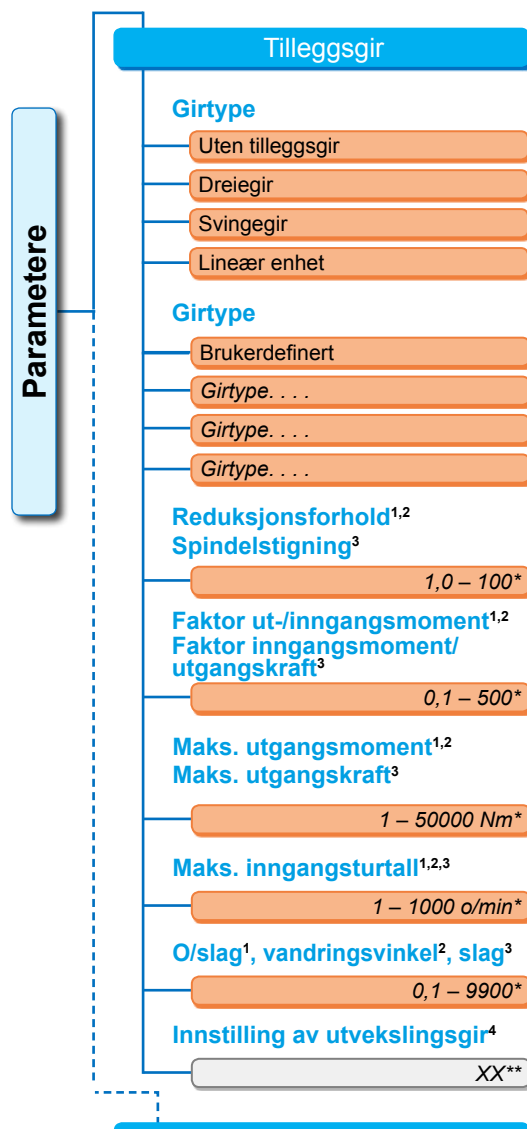 Tilleggsgir
Parametere
Girtype
Uten tilleggsgir
Dreiegir
Svingegir
Lineær enhet
Girtype
Brukerdefinert
Girtype. . . .
Girtype. . . .
Girtype. . . .
Reduksjonsforhold1,2
Spindelstigning3
1,0 – 100*
Faktor ut-/inngangsmoment1,2
Faktor inngangsmoment/
utgangskraft3
0,1 – 500*
Maks. utgangsmoment1,2
Maks. utgangskraft3
1 – 50000 Nm*
Maks. inngangsturtall1,2,3
1 – 1000 o/min*
O/slag1, vandringsvinkel2, slag3
0,1 – 9900*
Innstilling av utvekslingsgir4
XX**